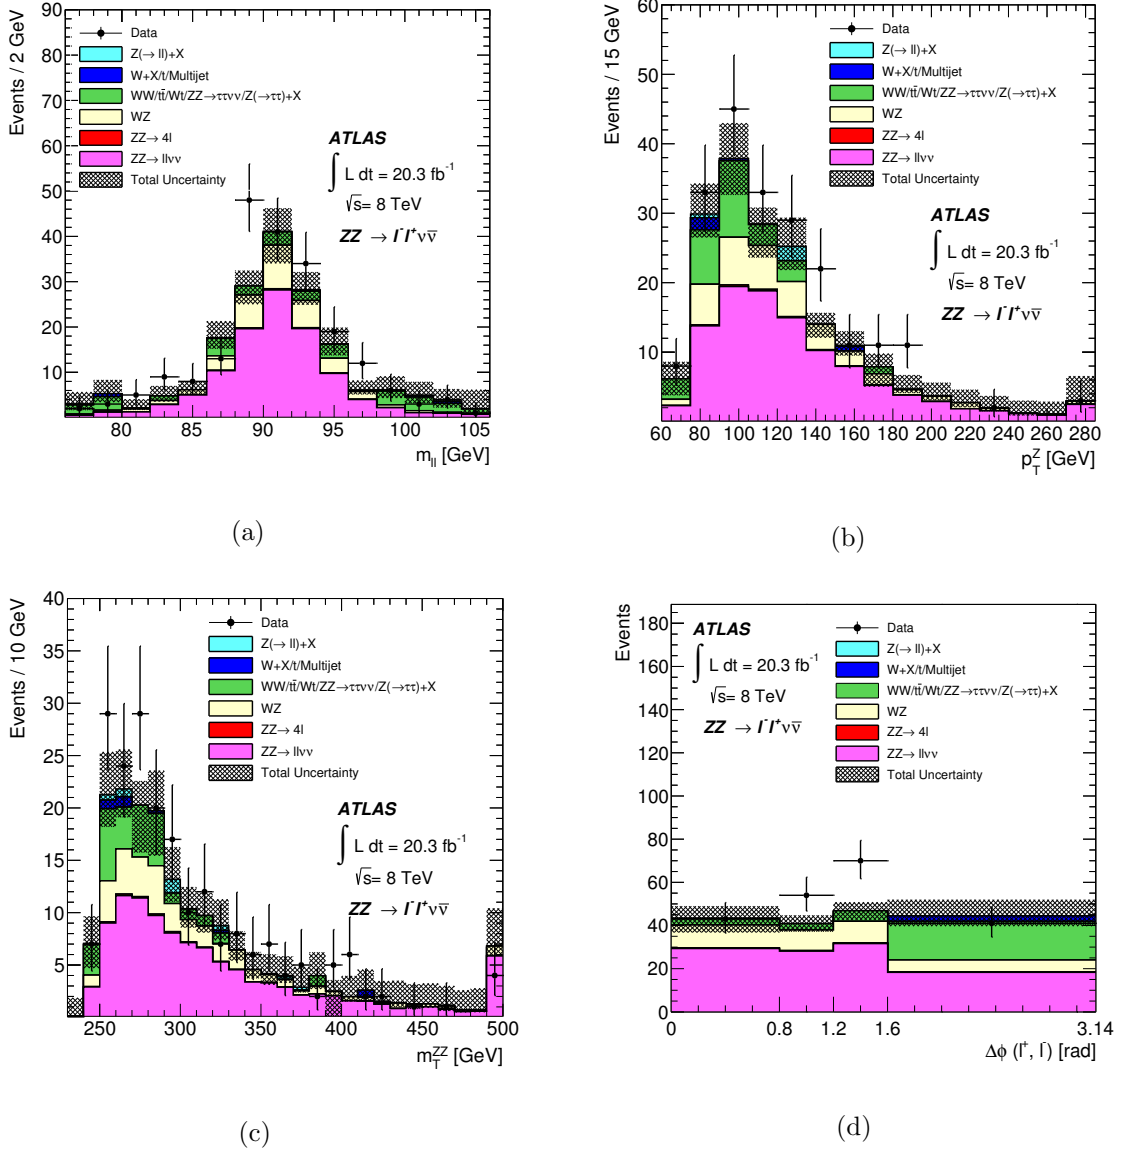 Events / 2 GeV
90
80
70
60
50
40
30
20
10
Data
Z(→ ll)+X
W+X/t/Multijet
WW/tt̄/Wt/ZZ→ττνν/Z(→ττ)+X
WZ
ZZ→ 4l
ZZ→ llνν
Total Uncertainty
ATLAS
∫ L dt = 20.3 fb⁻¹
√s= 8 TeV
ZZ → l⁻l⁺νν̅
80 85 90 95 100 105
m_ll [GeV]
(a)
Events / 15 GeV
60
50
40
30
20
10
Data
Z(→ ll)+X
W+X/t/Multijet
WW/tt̄/Wt/ZZ→ττνν/Z(→ττ)+X
WZ
ZZ→ 4l
ZZ→ llνν
Total Uncertainty
ATLAS
∫ L dt = 20.3 fb⁻¹
√s= 8 TeV
ZZ → l⁻l⁺νν̅
60 80 100 120 140 160 180 200 220 240 260 280
p_T^Z [GeV]
(b)
Events / 10 GeV
40
35
30
25
20
15
10
5
Data
Z(→ ll)+X
W+X/t/Multijet
WW/tt̄/Wt/ZZ→ττνν/Z(→ττ)+X
WZ
ZZ→ 4l
ZZ→ llνν
Total Uncertainty
ATLAS
∫ L dt = 20.3 fb⁻¹
√s= 8 TeV
ZZ → l⁻l⁺νν̅
250 300 350 400 450 500
m_T^ZZ [GeV]
(c)
Events
180
160
140
120
100
80
60
40
20
0
ATLAS
∫ L dt = 20.3 fb⁻¹
√s = 8 TeV
ZZ → l⁻l⁺νν̅
Data
Z(→ ll)+X
W+X/t/Multijet
WW/tt̄/Wt/ZZ→ττνν/Z(→ττ)+X
WZ
ZZ→ 4l
ZZ→ llνν
Total Uncertainty
0 0.8 1.2 1.6 3.14
Δϕ (l⁺, l⁻) [rad]
(d)